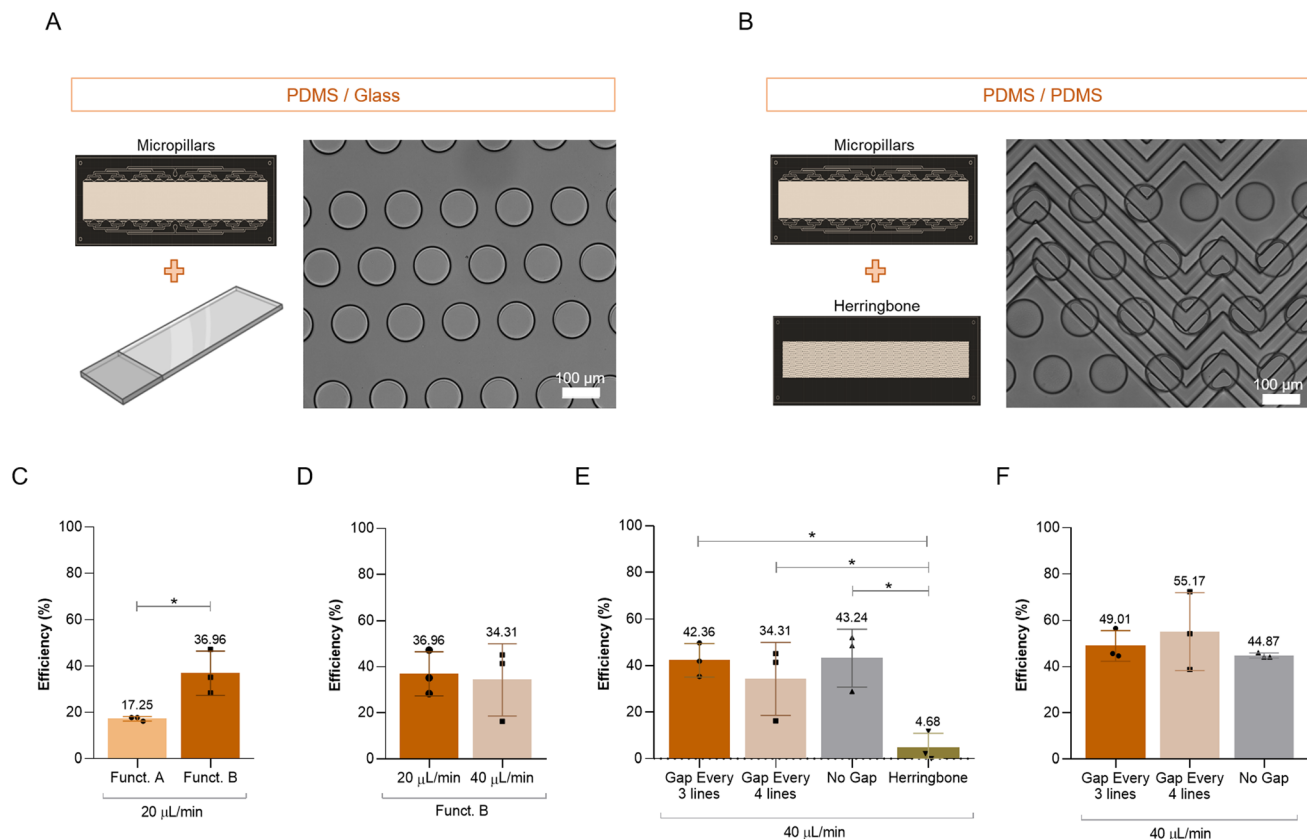 A
B
PDMS / Glass
PDMS / PDMS
Micropillars
100 µm
Micropillars
Herringbone
100 µm
C
D
E
F
Efficiency (%)
100
80
60
40
20
0
*
17.25
36.96
Funct. A
Funct. B
20 µL/min
Efficiency (%)
100
80
60
40
20
0
36.96
34.31
20 µL/min
40 µL/min
Funct. B
Efficiency (%)
100
80
60
40
20
0
*
*
*
42.36
34.31
43.24
4.68
Gap Every
3 lines
Gap Every
4 lines
No Gap
Herringbone
40 µL/min
Efficiency (%)
100
80
60
40
20
0
49.01
55.17
44.87
Gap Every
3 lines
Gap Every
4 lines
No Gap
40 µL/min